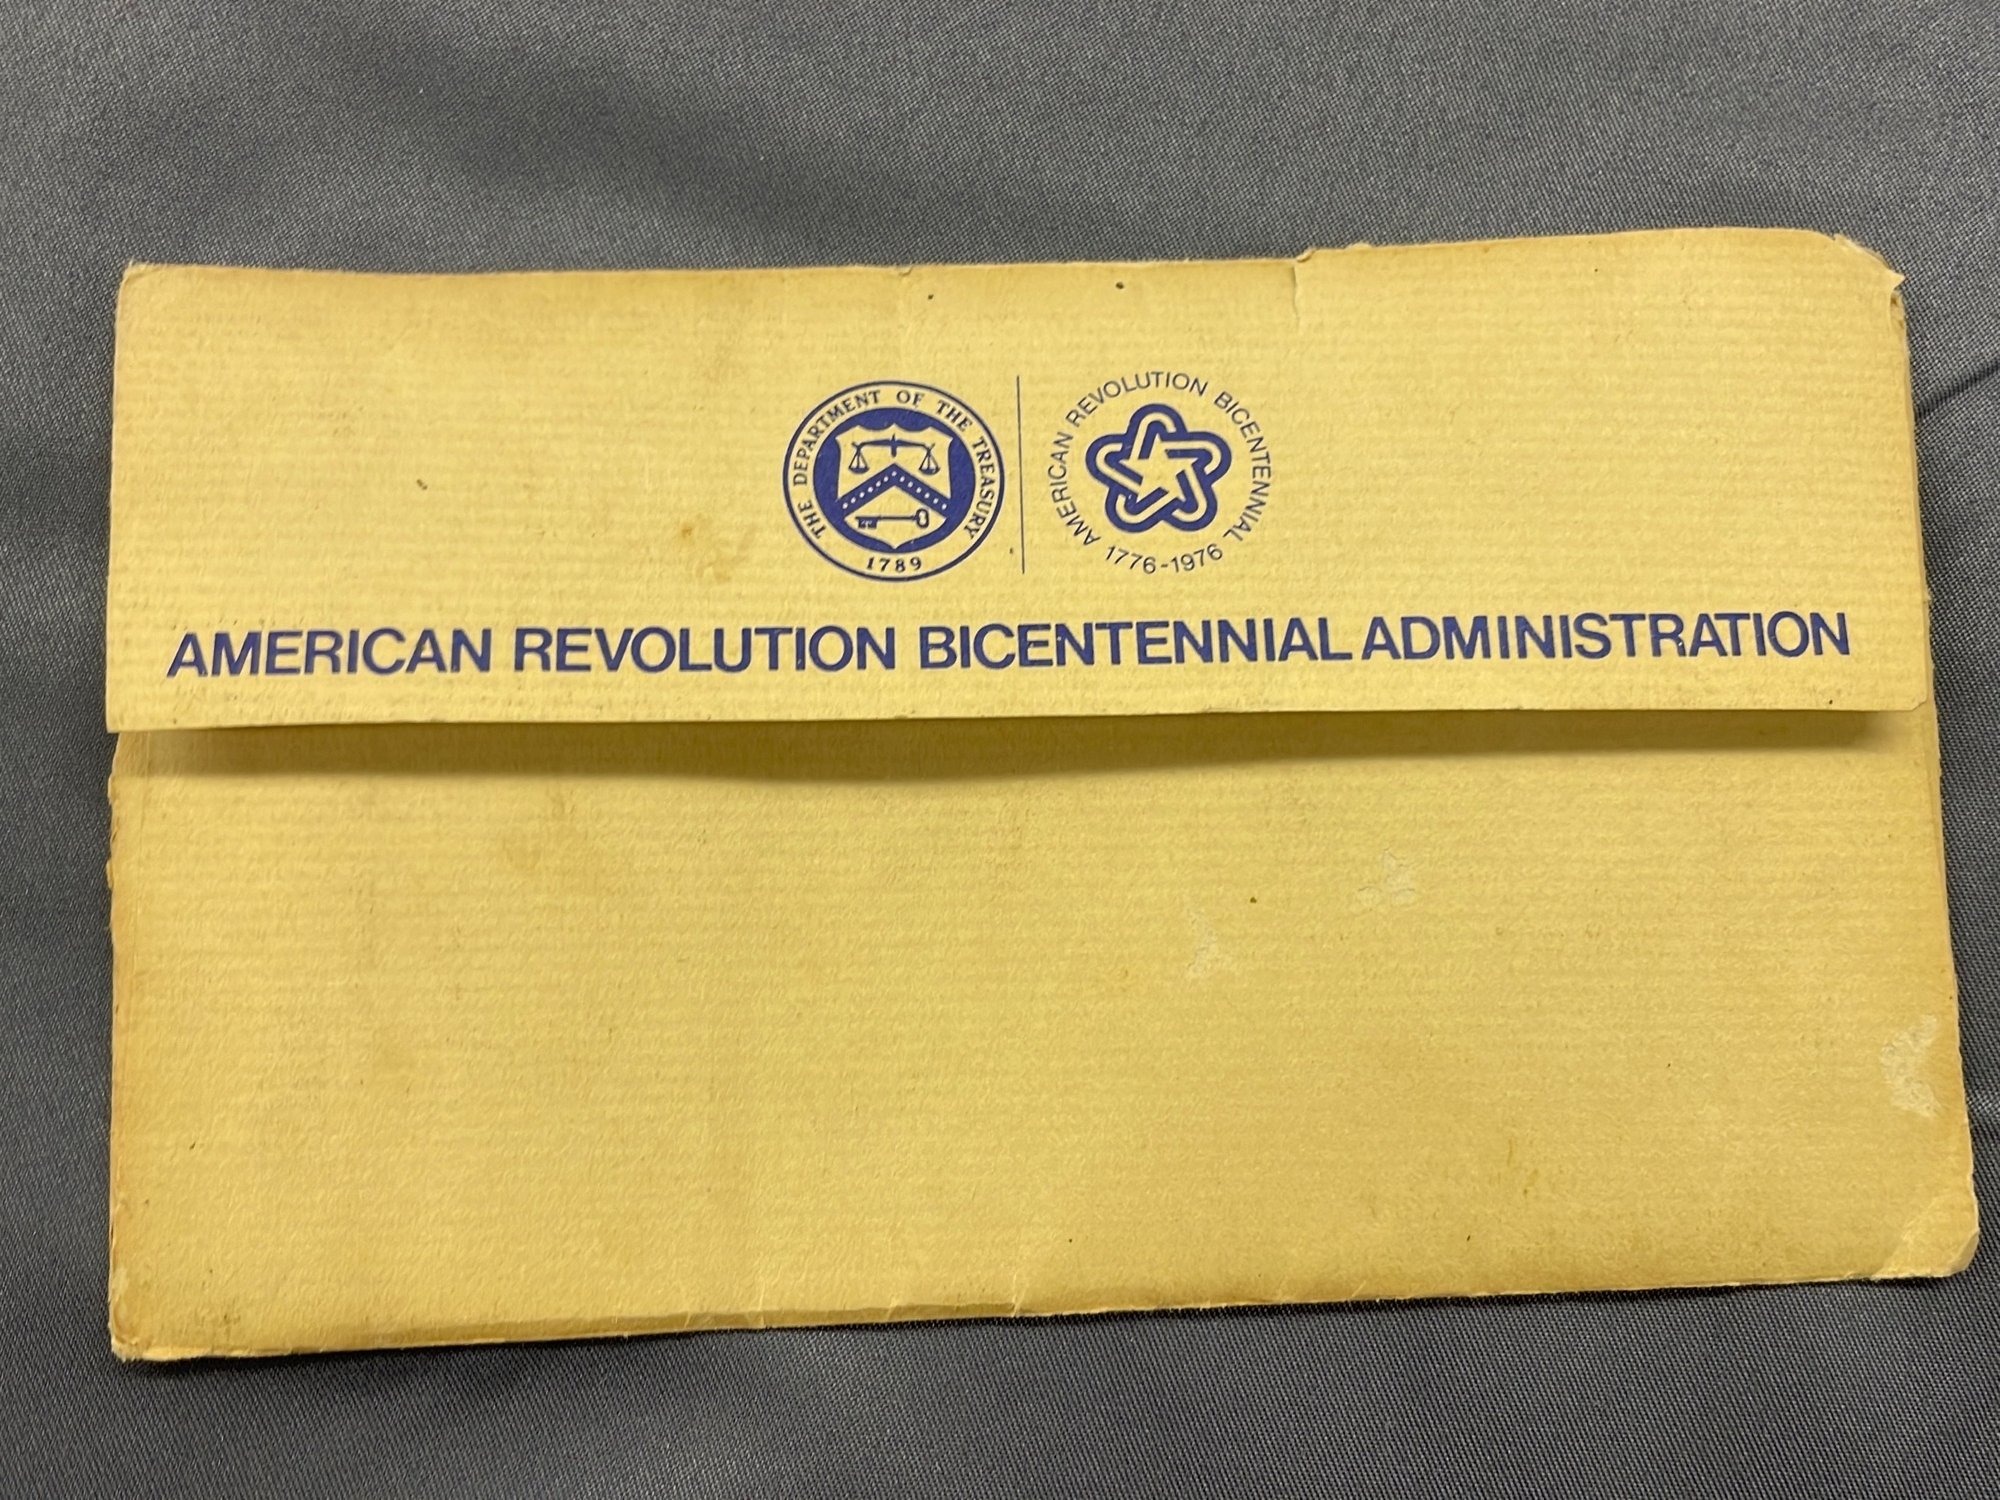 THE DEPARTMENT OF THE TREASURY
1789
AMERICAN REVOLUTION BICENTENNIAL
1776-1976
AMERICAN REVOLUTION BICENTENNIAL ADMINISTRATION